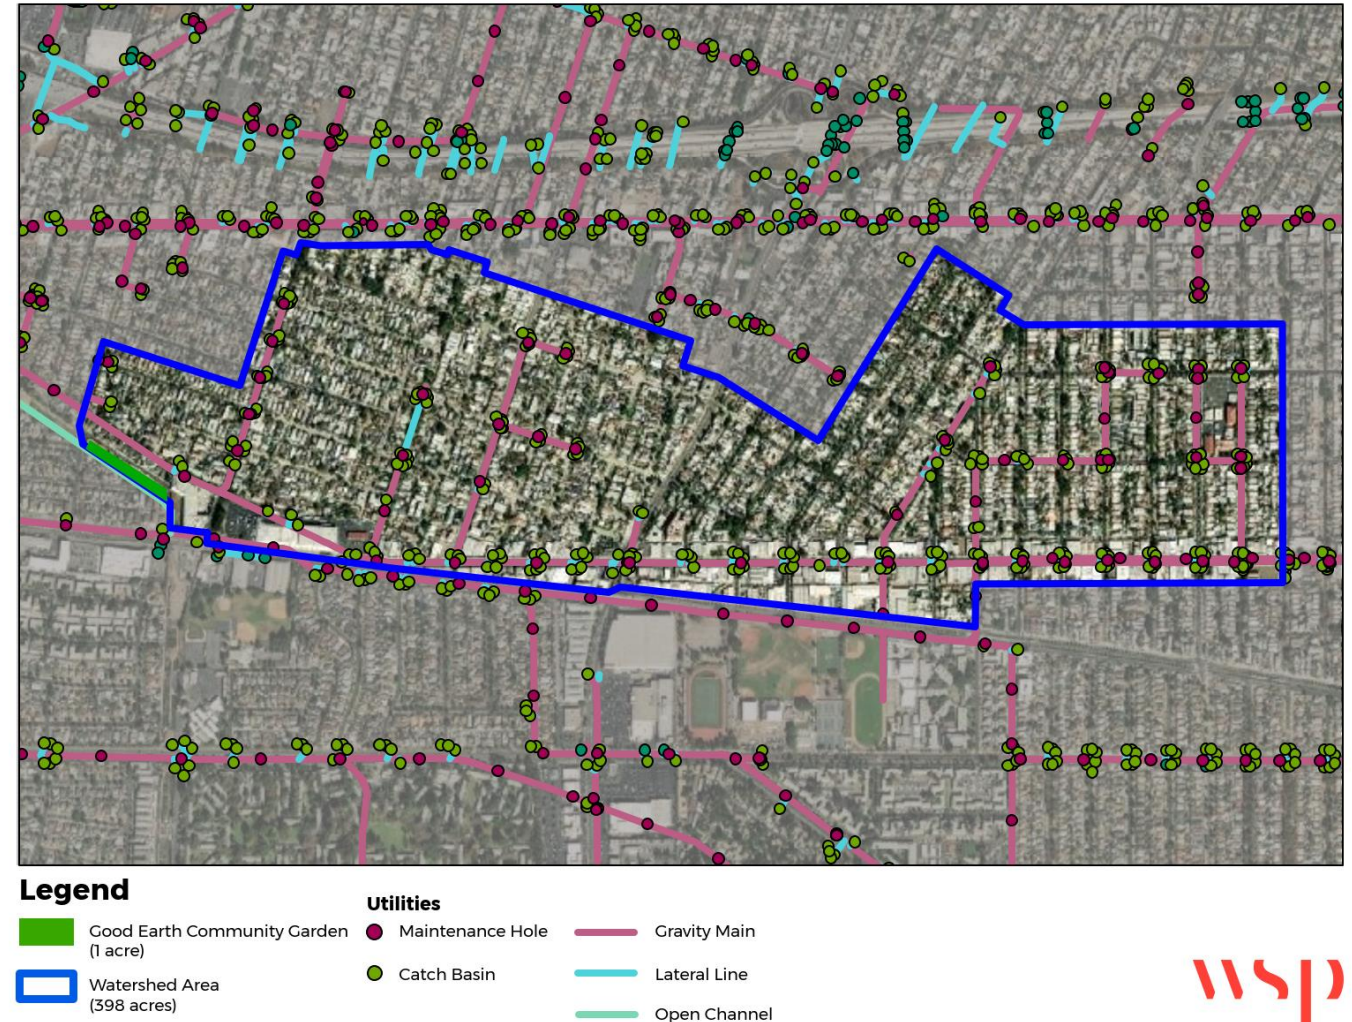 Legend
Good Earth Community Garden
(1 acre)
Watershed Area
(398 acres)
Utilities
Maintenance Hole
Catch Basin
Gravity Main
Lateral Line
Open Channel
wsp